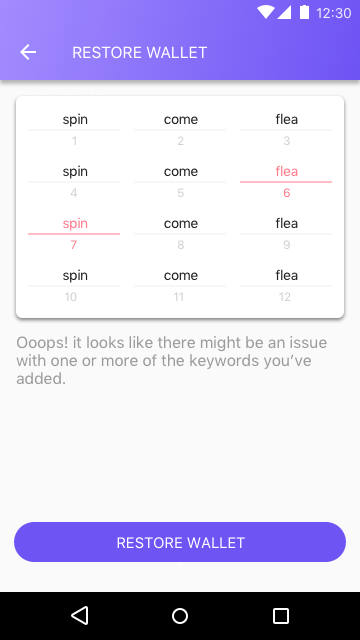 12:30
RESTORE WALLET
spin come flea
1 2 3
spin come flea
4 5 6
spin come flea
7 8 9
spin come flea
10 11 12
Ooops! it looks like there might be an issue
with one or more of the keywords you’ve
added.
RESTORE WALLET